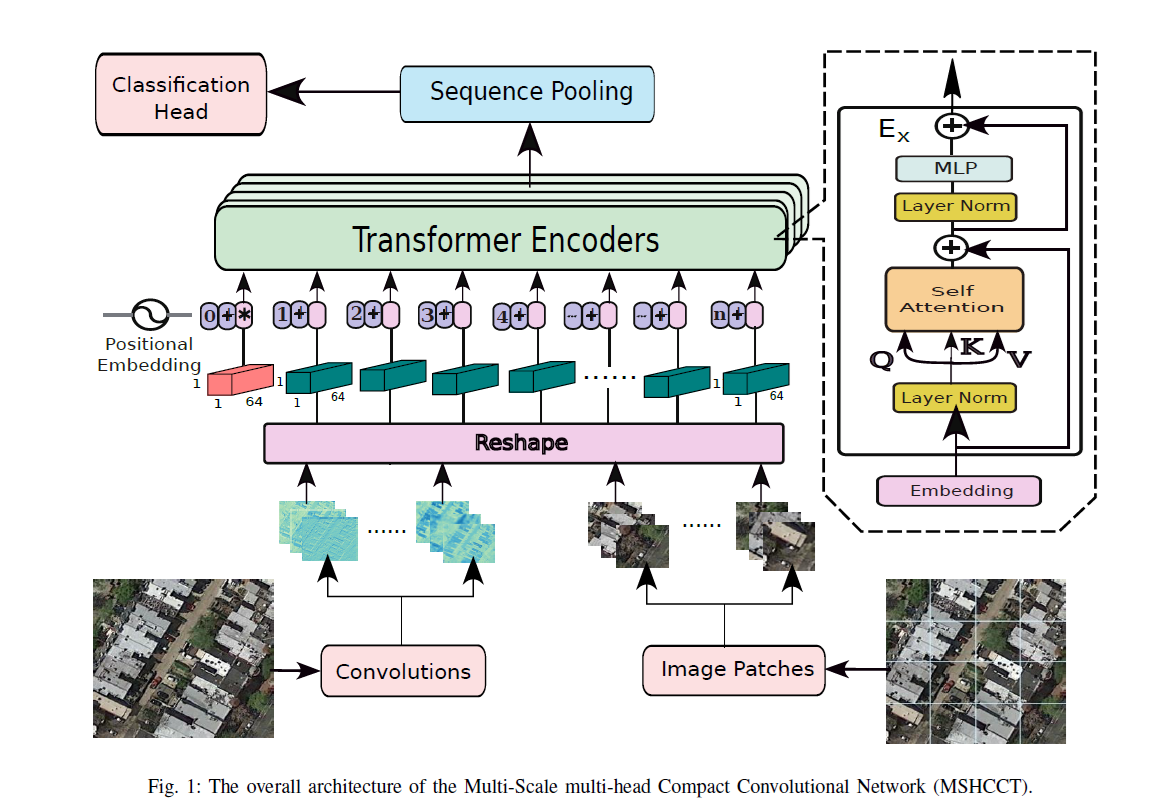 Classification
Head
Sequence Pooling
Transformer Encoders
Positional
Embedding
0 + *
1 +
2 +
3 +
4 +
... +
... +
n +
1
1
64
1
1
64
......
1
1
64
Reshape
......
......
Convolutions
Image Patches
EX
+
MLP
Layer Norm
+
Self
Attention
Q
K
V
Layer Norm
Embedding
Fig. 1: The overall architecture of the Multi-Scale multi-head Compact Convolutional Network (MSHCCT).